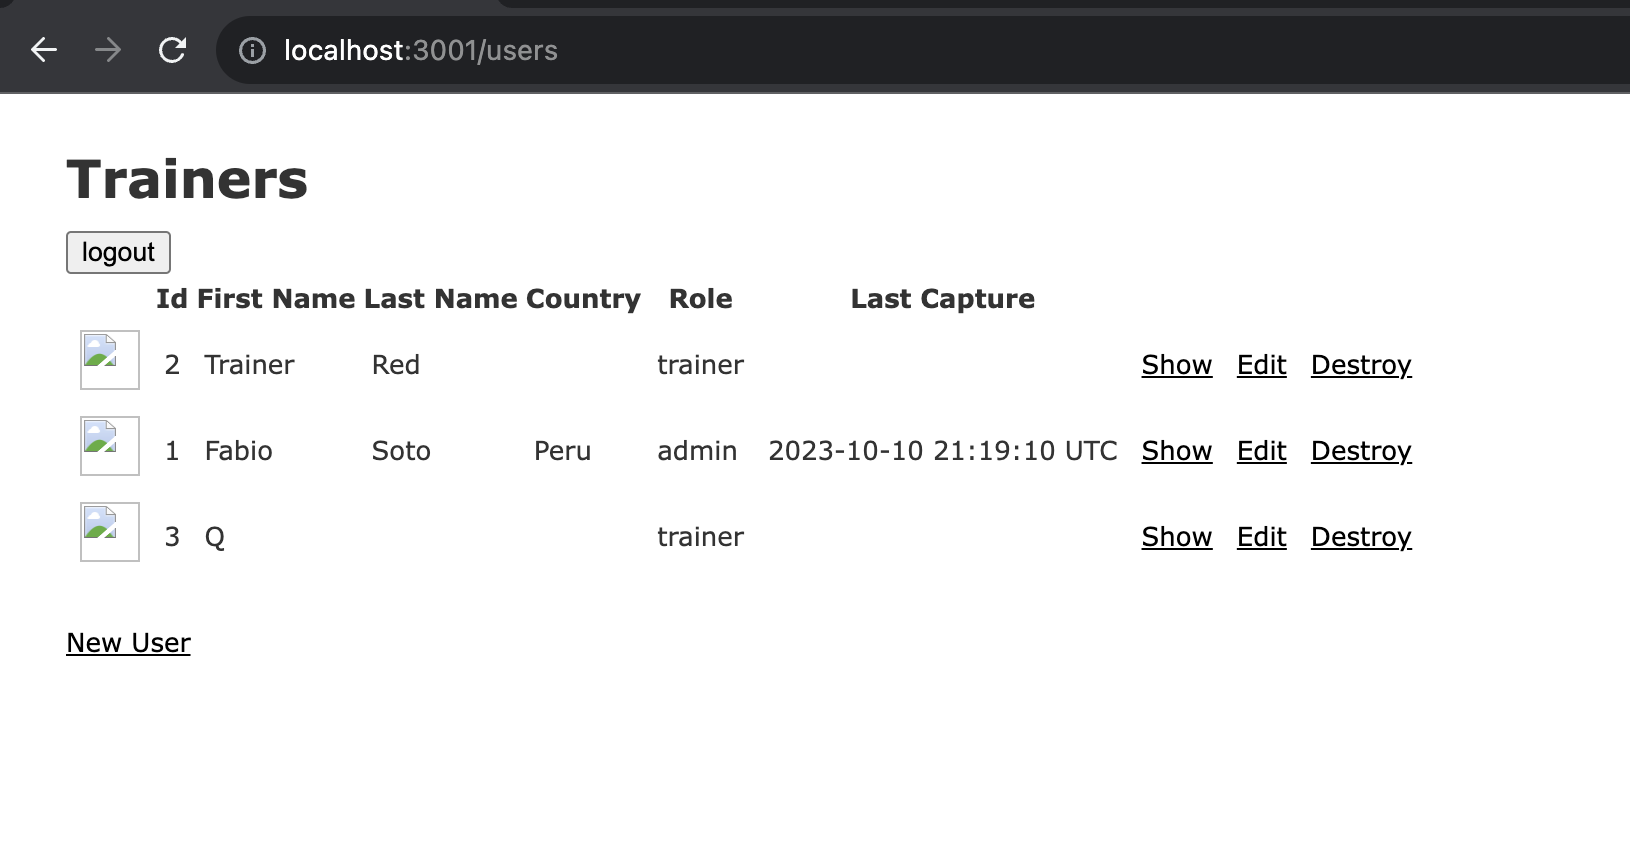 localhost:3001/users
Trainers
logout
Id First Name Last Name Country Role Last Capture
2 Trainer Red trainer Show Edit Destroy
1 Fabio Soto Peru admin 2023-10-10 21:19:10 UTC Show Edit Destroy
3 Q trainer Show Edit Destroy
New User